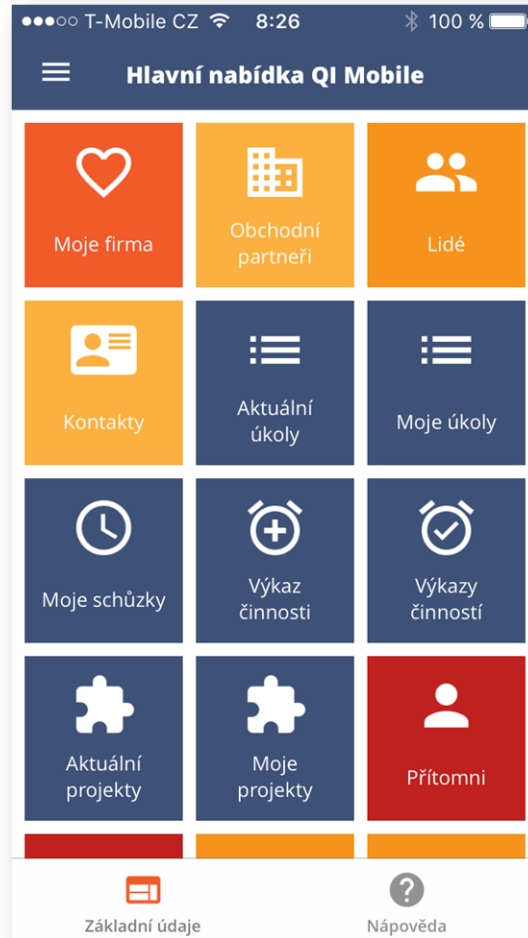 T-Mobile CZ 8:26 100 %
Hlavní nabídka QI Mobile
Moje firma
Obchodní
partneři
Lidé
Kontakty
Aktuální
úkoly
Moje úkoly
Moje schůzky
Výkaz
činnosti
Výkazy
činností
Aktuální
projekty
Moje
projekty
Přítomni
Základní údaje
Nápověda